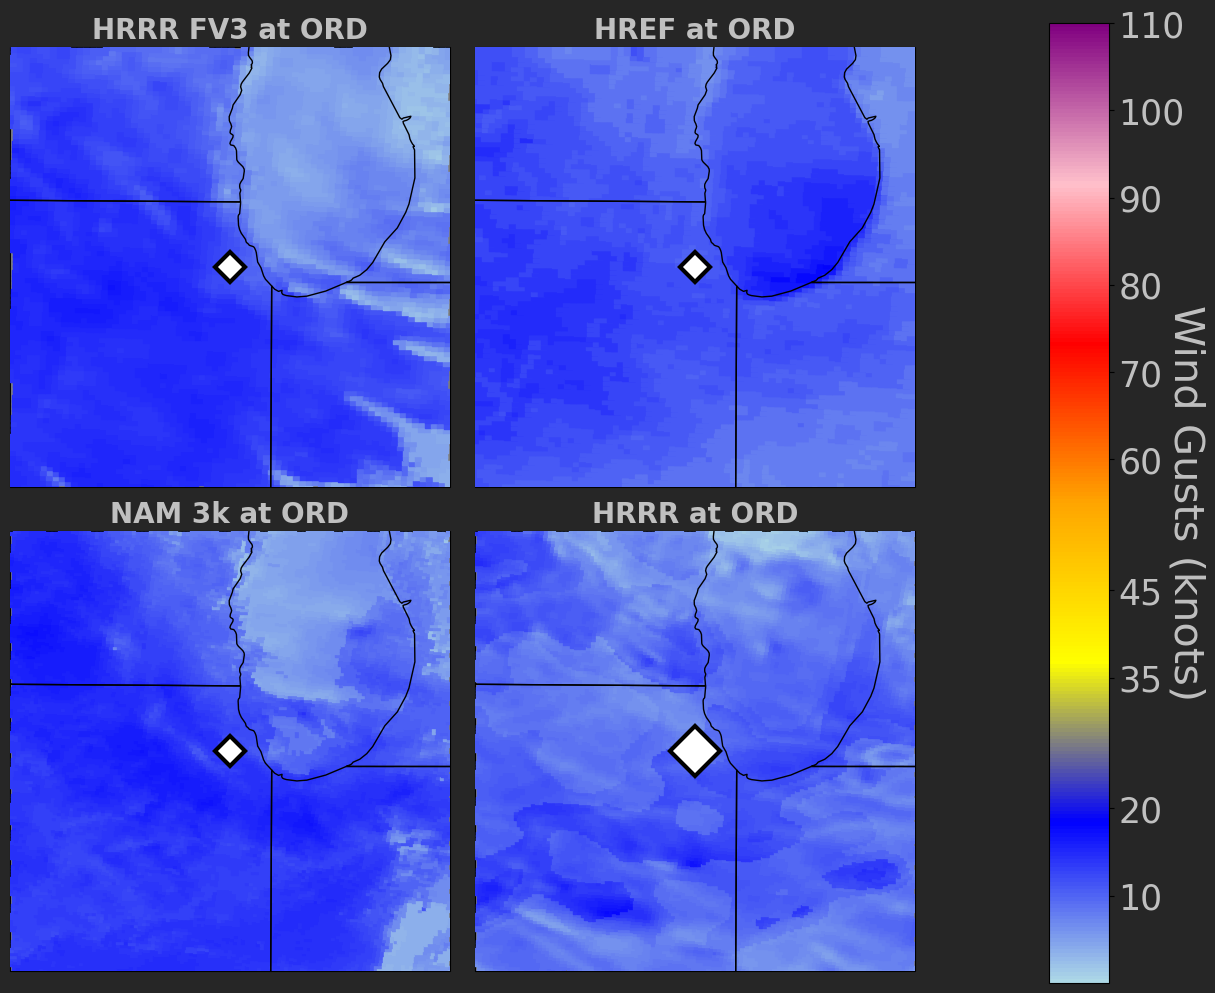 HRRR FV3 at ORD
HREF at ORD
NAM 3k at ORD
HRRR at ORD
110
100
90
80
70
60
45
35
20
10
Wind Gusts (knots)